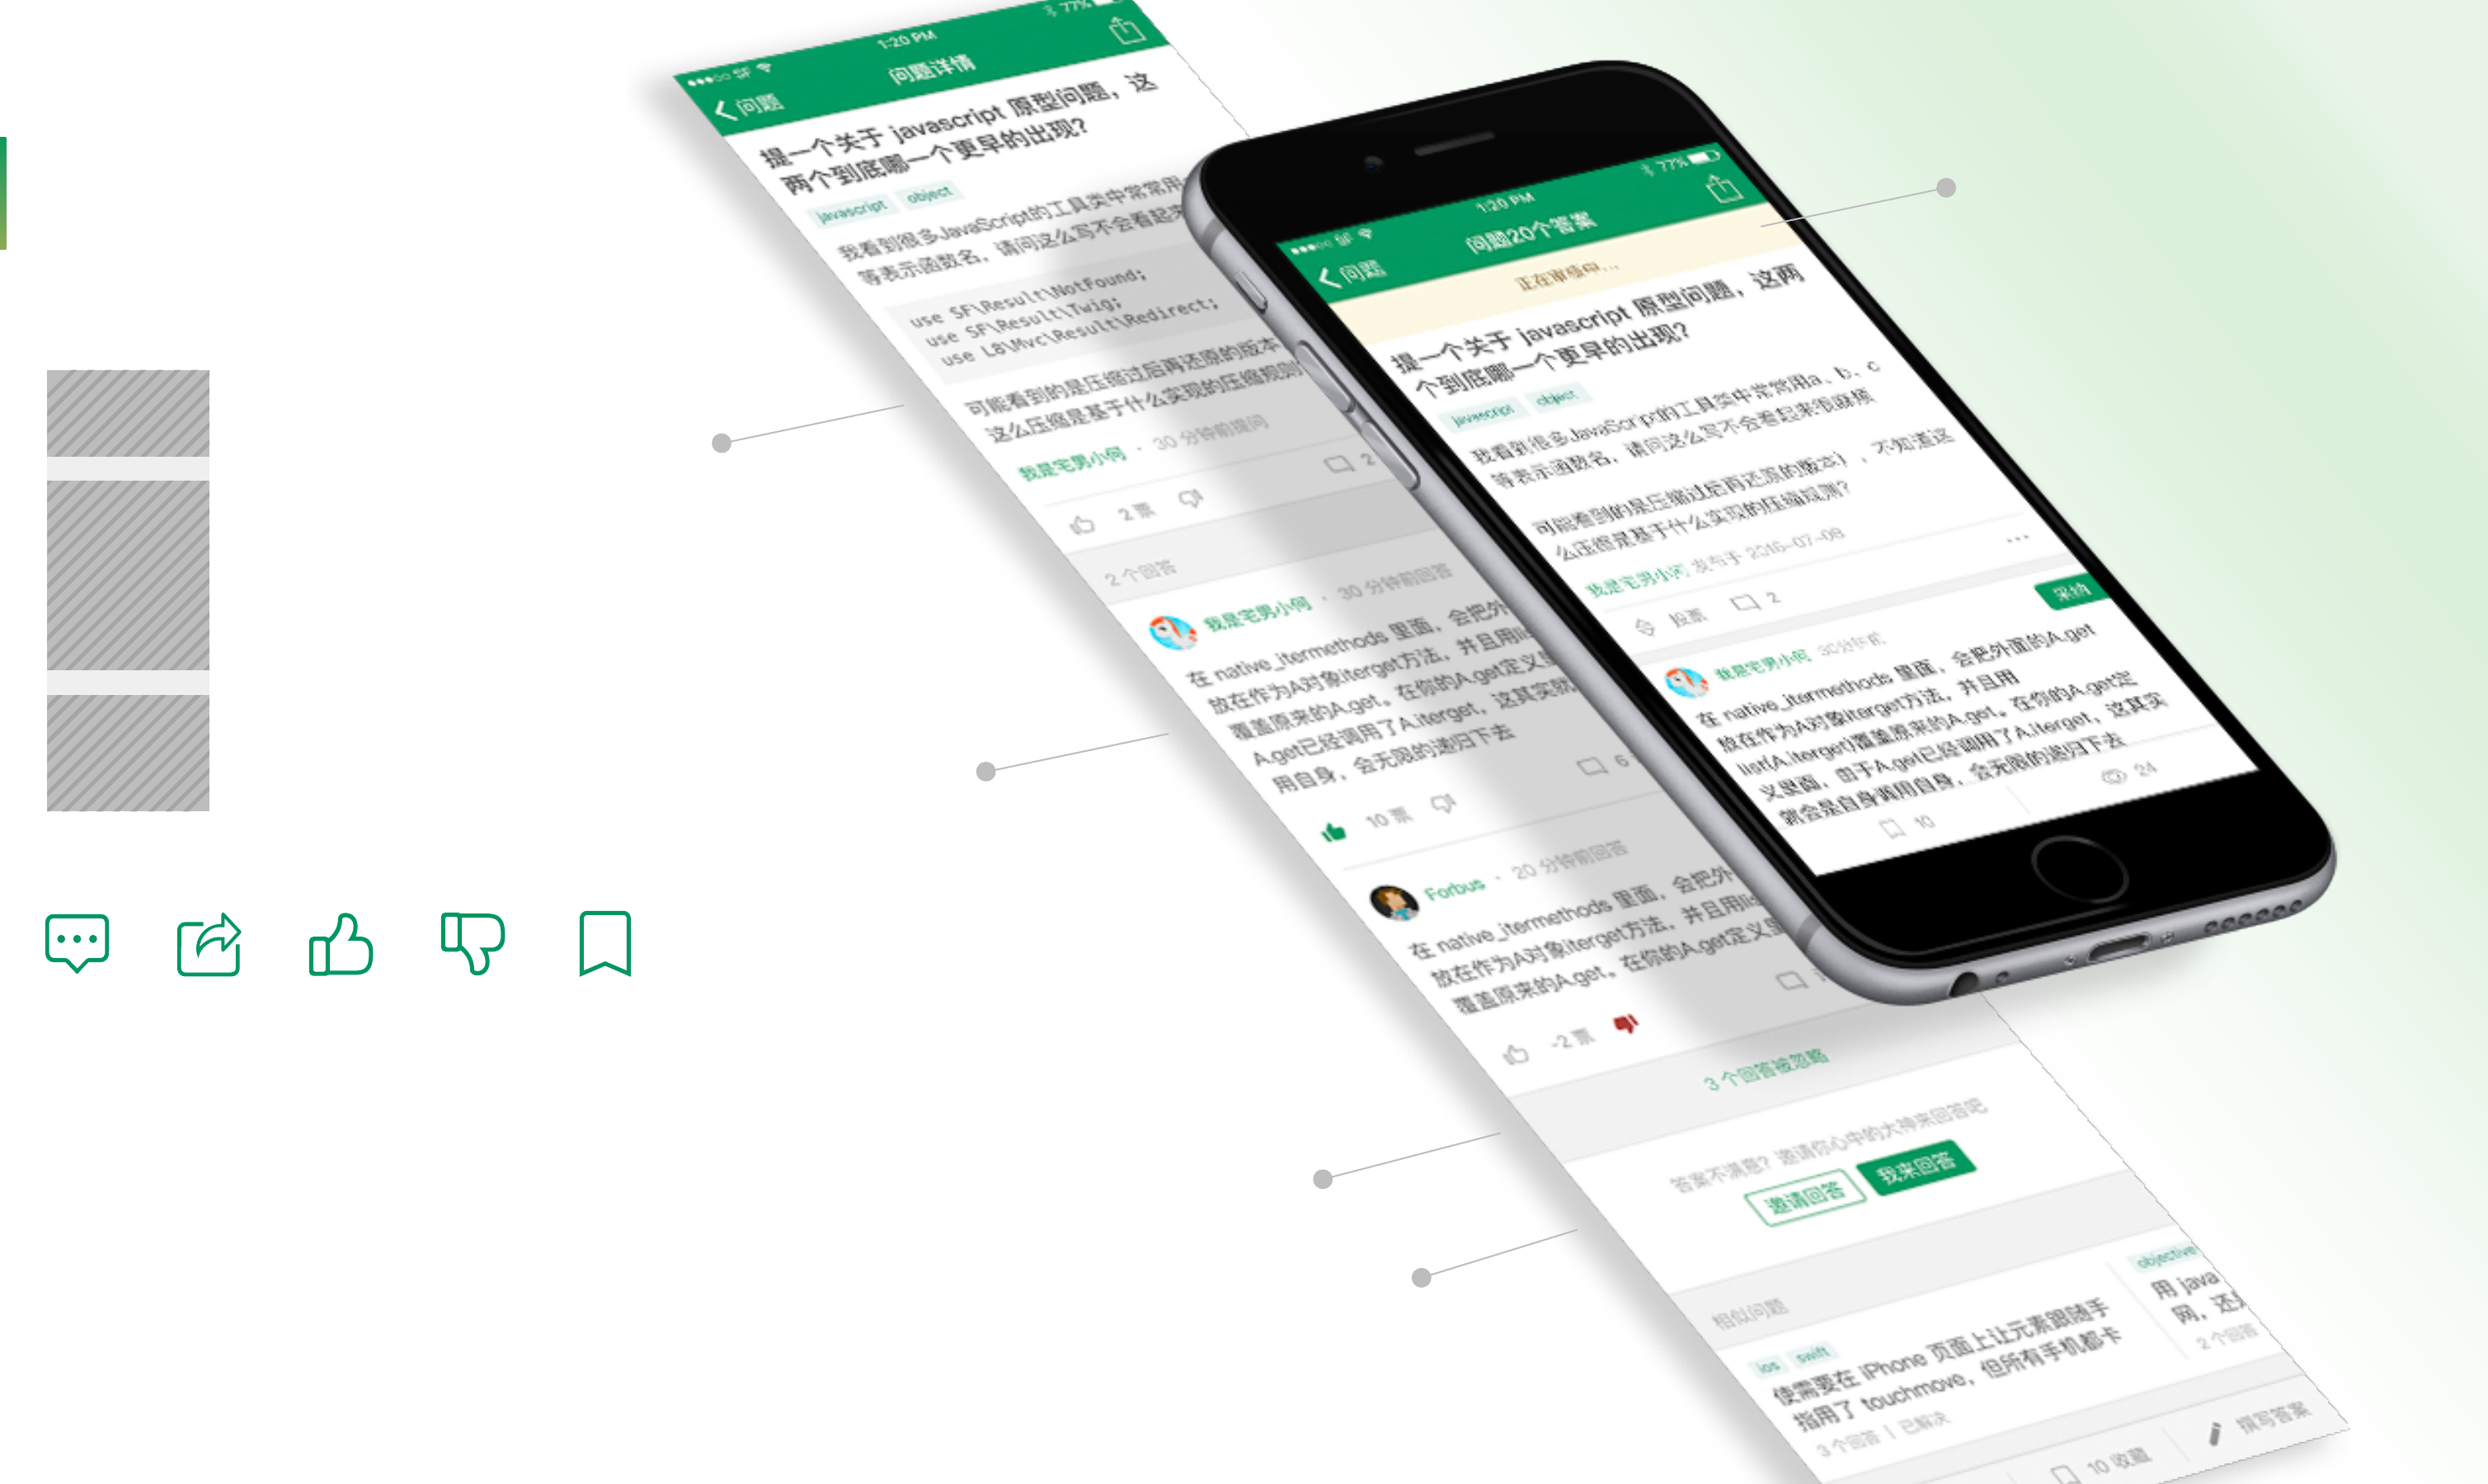 SF
1:20 PM
77%
问题
问题详情
提一个关于 javascript 原型问题，这
两个到底哪一个更早的出现？
javascript object
我看到很多JavaScript的工具类中常常用
等表示函数名，请问这么写不会看起来
use SF\Result\NotFound;
use SF\Result\Twig;
use L8\Mvc\Result\Redirect;
可能看到的是压缩过后再还原的版本
这么压缩是基于什么实现的压缩规则
我是宅男小何 · 30 分钟前提问
2 票
2
2 个回答
我是宅男小何 · 30 分钟前回答
在 native_itermethods 里面，会把外
放在作为A对象iterget方法，并且用lis
覆盖原来的A.get。在你的A.get定义里
A.get已经调用了A.iterget，这其实就
用自身，会无限的递归下去
10 票
6
Forbus · 20 分钟前回答
在 native_itermethods 里面，会把外
放在作为A对象iterget方法，并且用lis
覆盖原来的A.get。在你的A.get定义里
-2 票
3 个回答被忽略
答案不满意？邀请你心中的大神来回答吧
邀请回答
我来回答
相似问题
ios swift
使需要在 iPhone 页面上让元素跟随手
指用了 touchmove，但所有手机都卡
3 个回答 | 已解决
objective
用 java
网，还是
2 个回答
10 收藏
撰写答案
SF
1:20 PM
77%
问题
问题20个答案
正在审核中...
提一个关于 javascript 原型问题，这两
个到底哪一个更早的出现？
javascript object
我看到很多JavaScript的工具类中常常用a、b、c
等表示函数名，请问这么写不会看起来很麻烦
可能看到的是压缩过后再还原的版本），不知道这
么压缩是基于什么实现的压缩规则？
我是宅男小何 发布于 2016-07-08
投票
2
采纳
我是宅男小何 30分钟前
在 native_itermethods 里面，会把外面的A.get
放在作为A对象iterget方法，并且用
list(A.iterget)覆盖原来的A.get。在你的A.get定
义里面，由于A.get已经调用了A.iterget，这其实
就会是自身调用自身，会无限的递归下去
10
24